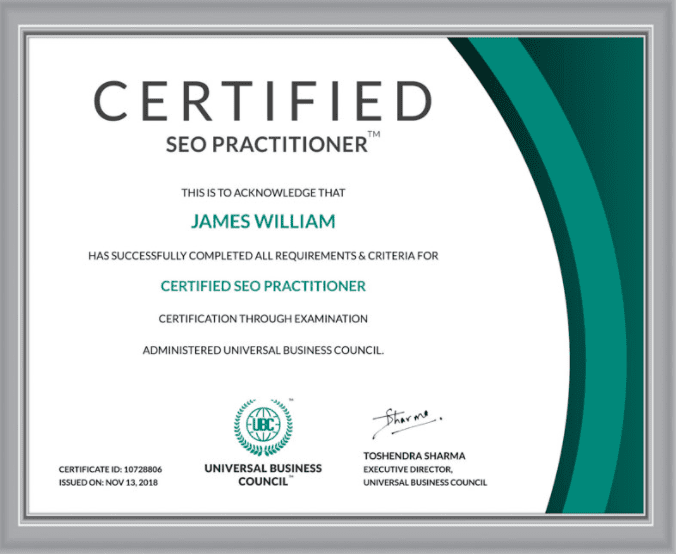 CERTIFIED
SEO PRACTITIONER™
THIS IS TO ACKNOWLEDGE THAT
JAMES WILLIAM
HAS SUCCESSFULLY COMPLETED ALL REQUIREMENTS & CRITERIA FOR
CERTIFIED SEO PRACTITIONER
CERTIFICATION THROUGH EXAMINATION
ADMINISTERED UNIVERSAL BUSINESS COUNCIL.
UBC
™
UNIVERSAL BUSINESS
COUNCIL™
Sharma.
TOSHENDRA SHARMA
EXECUTIVE DIRECTOR,
UNIVERSAL BUSINESS COUNCIL
CERTIFICATE ID: 10728806
ISSUED ON: NOV 13, 2018